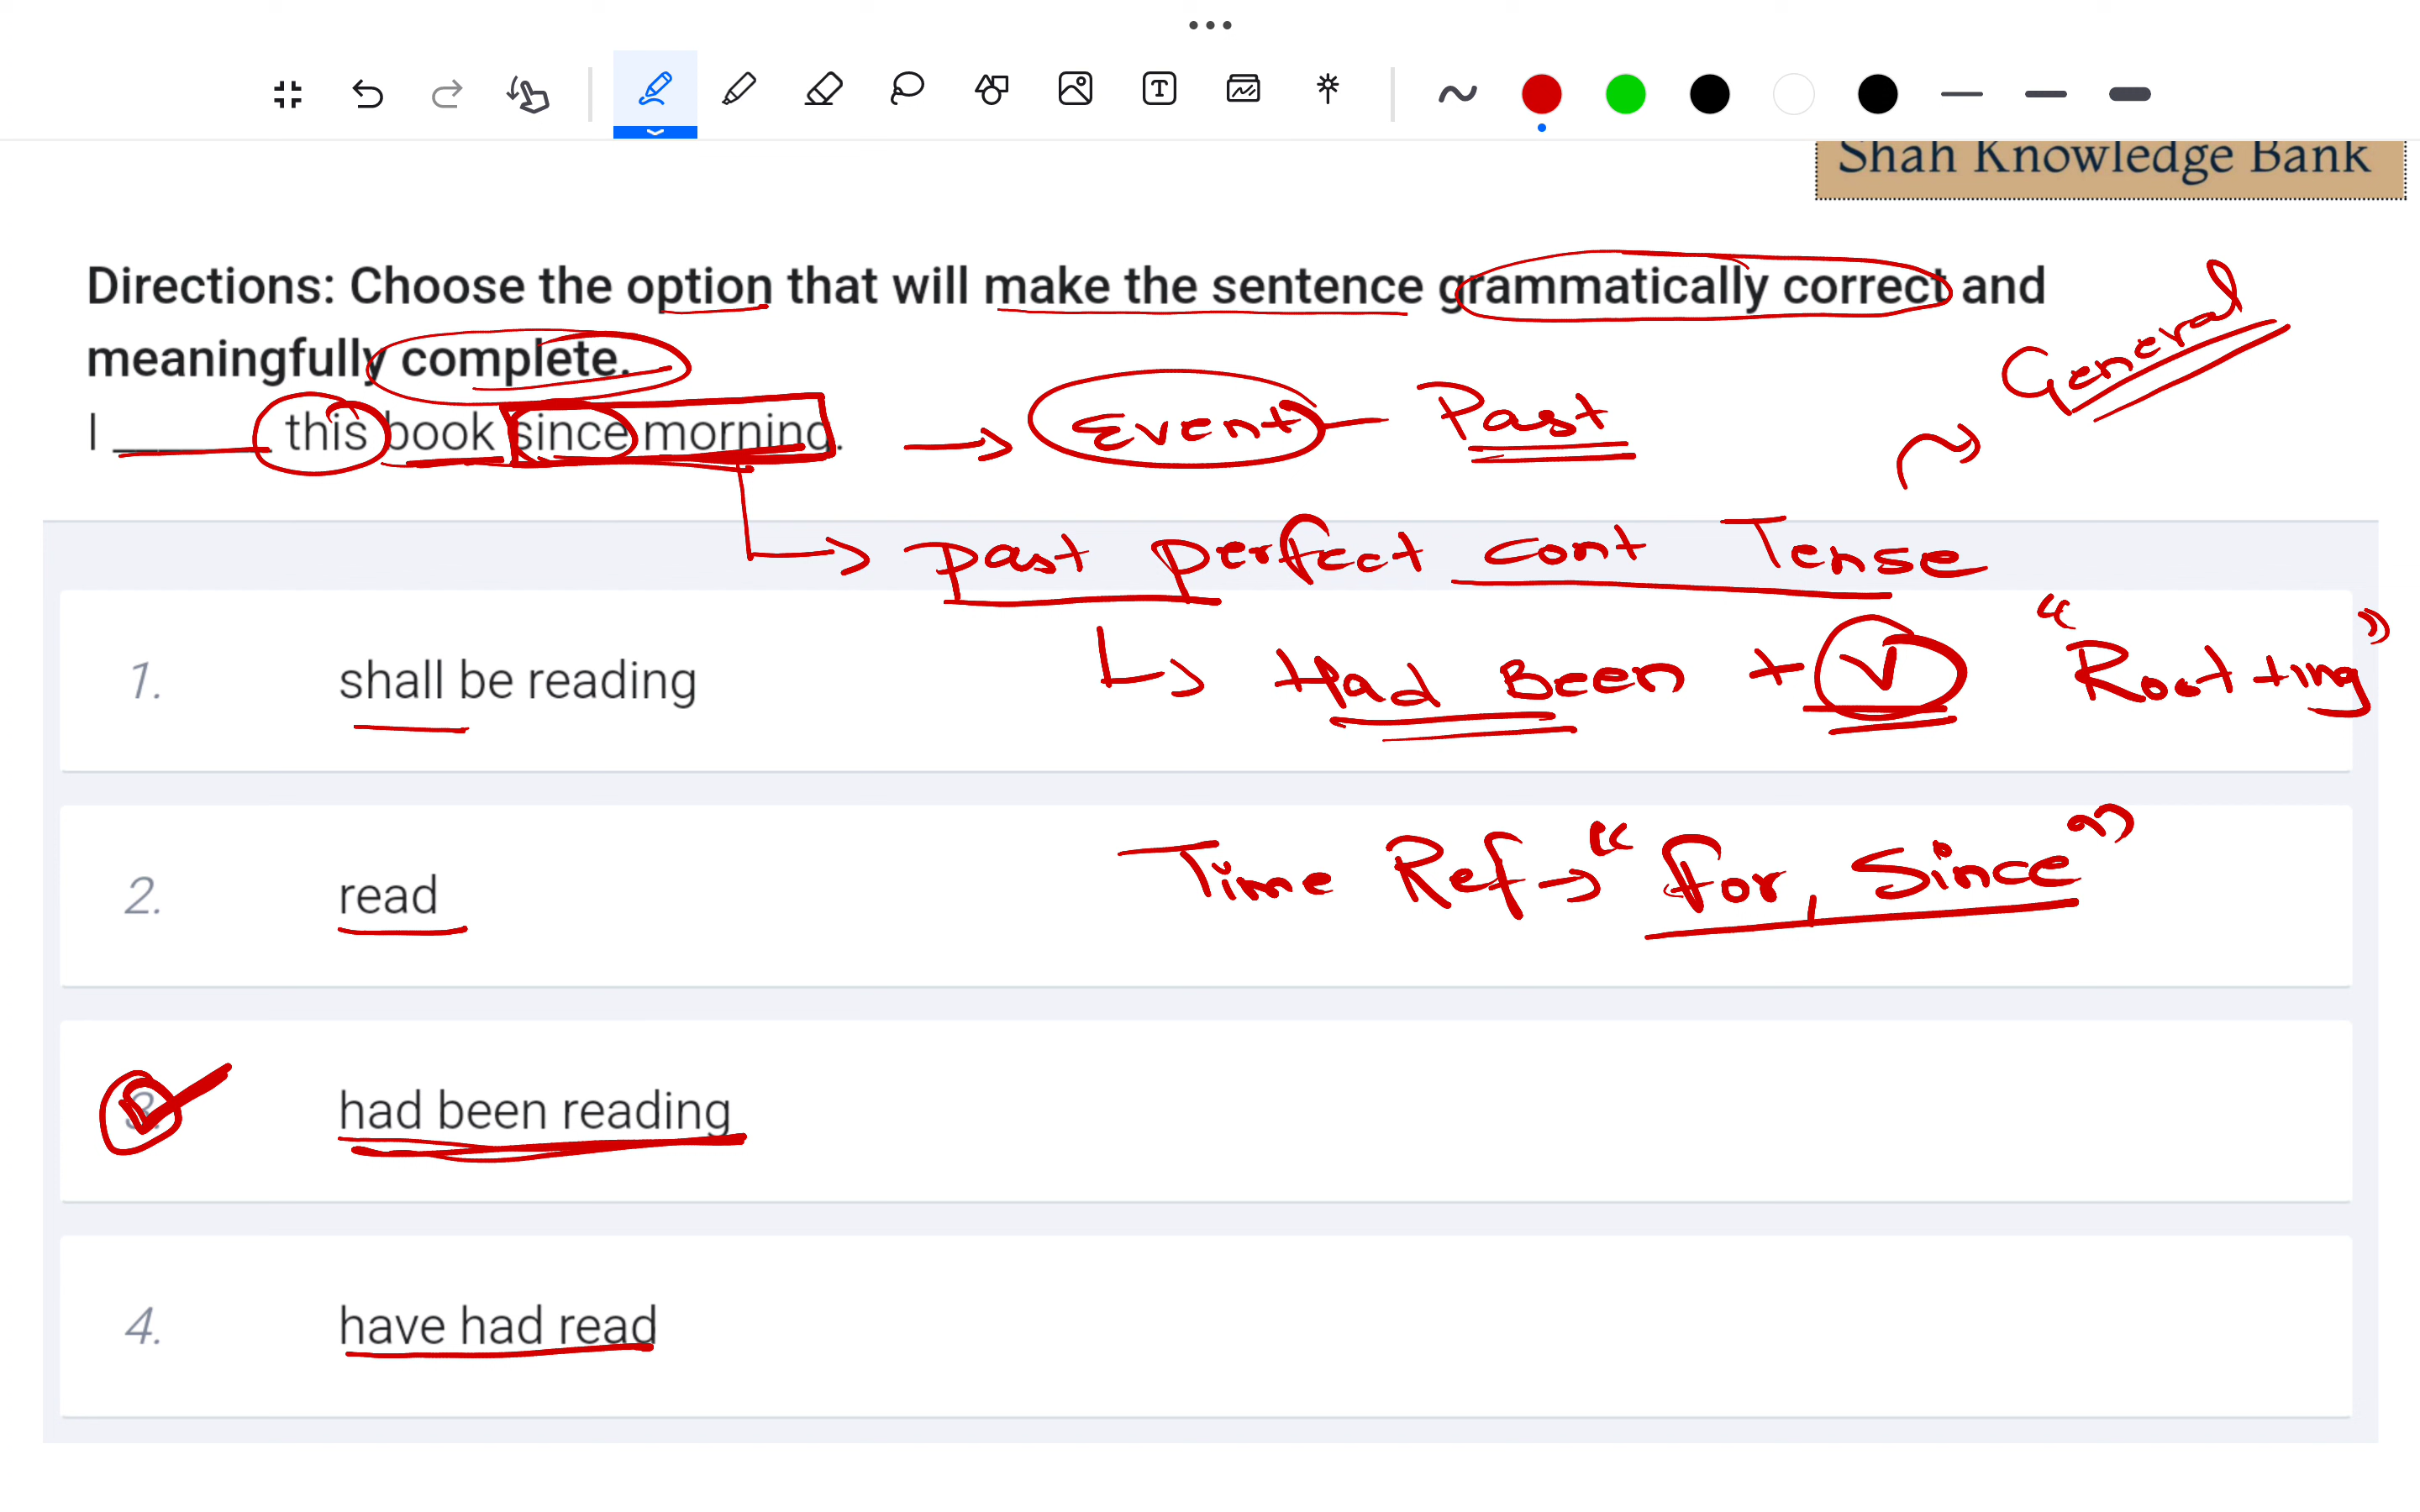 Shah Knowledge Bank
Directions: Choose the option that will make the sentence grammatically correct and
meaningfully complete.
General
I ______ this book since morning.
Event Past
Past Perfect Cont Tense
1. shall be reading
Had Been + V "Root+ing"
2. read
Time Ref → "for, Since"
3. had been reading
4. have had read